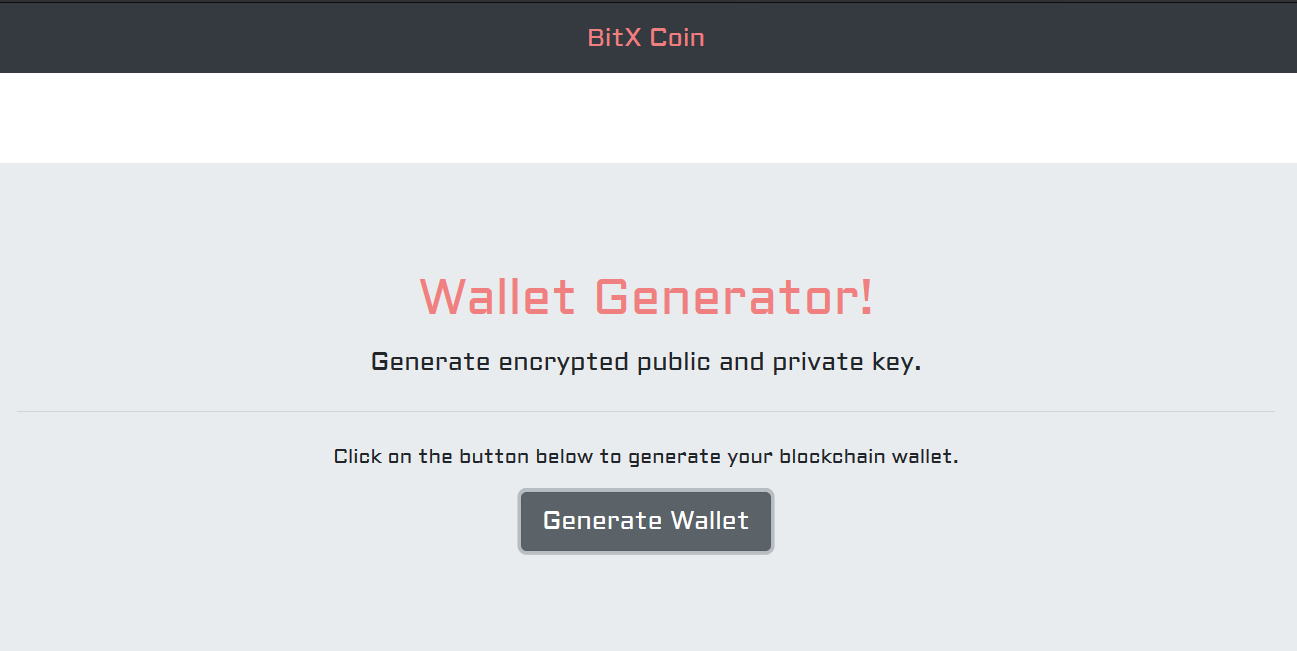 BitX Coin
Wallet Generator!
Generate encrypted public and private key.
Click on the button below to generate your blockchain wallet.
Generate Wallet